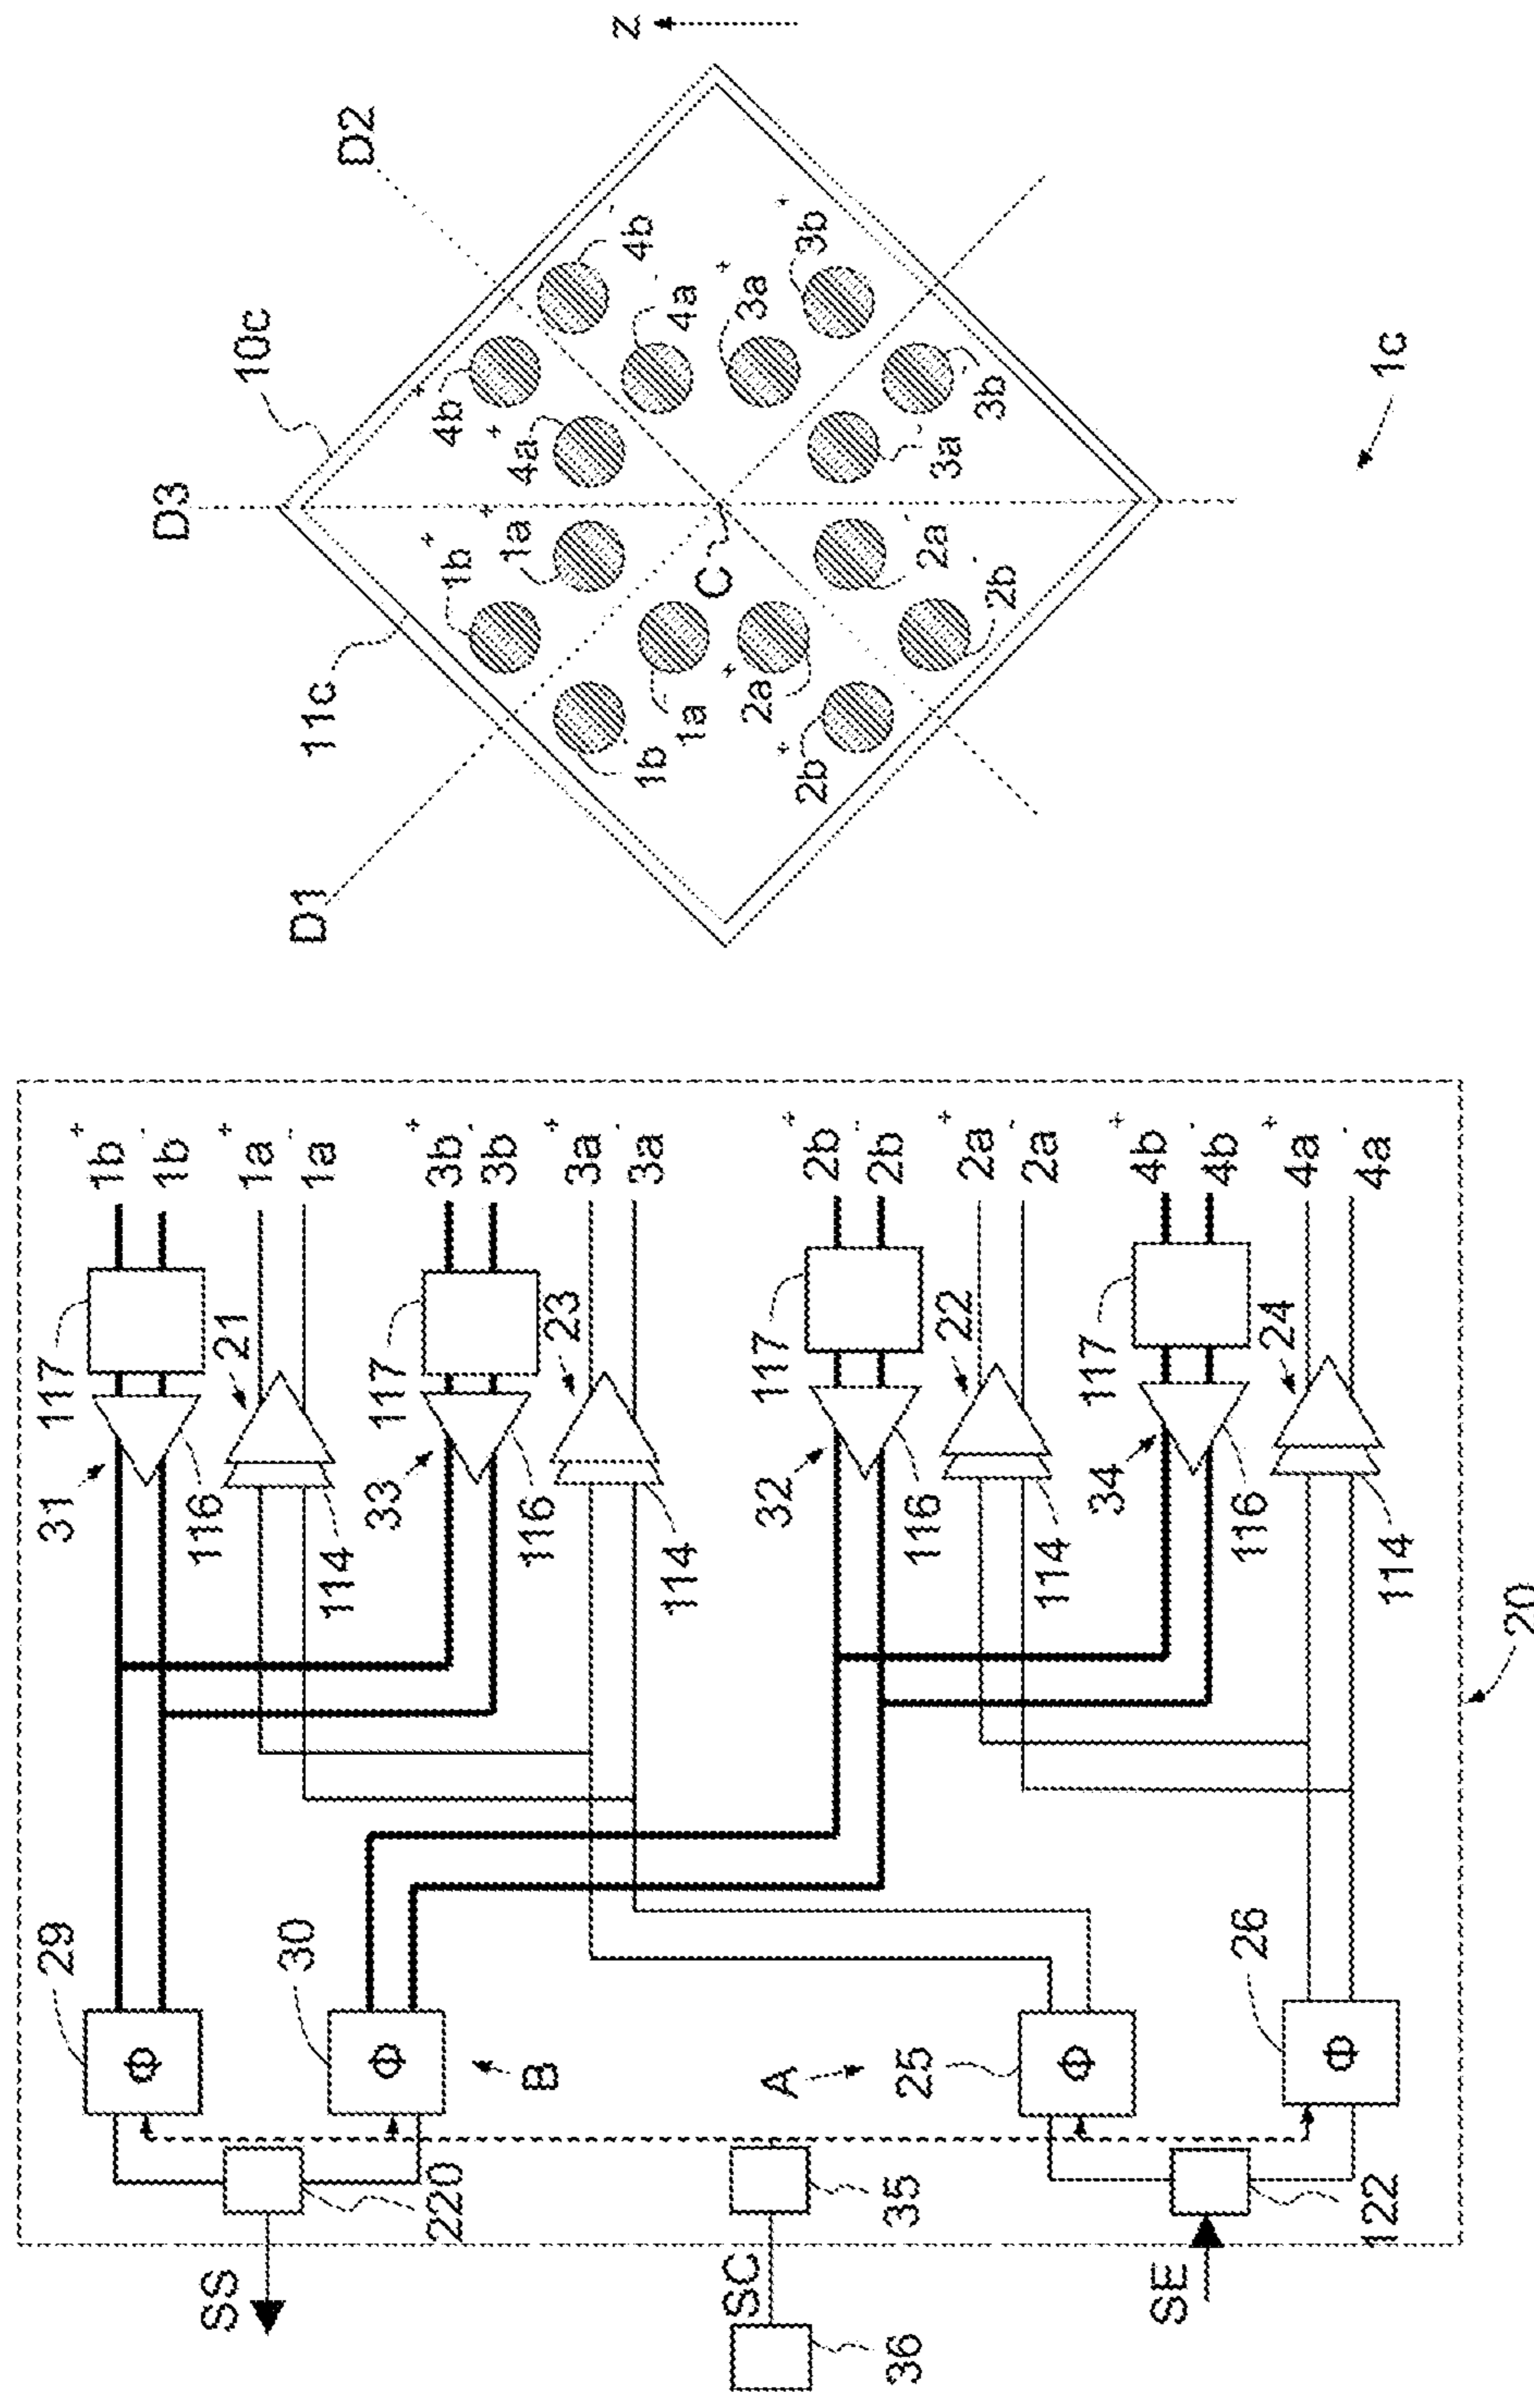 z
D2
10c
D3
11c
D1
4b⁺
4b⁻
4a⁺
4a⁻
3a⁺
3b⁺
1b⁺
1a⁺
C
3b⁻
3a⁻
1b⁻
1a⁻
2a⁺
2b⁺
2a⁻
2b⁻
1c
1b⁺
1b⁻
1a⁺
1a⁻
3b⁺
3b⁻
3a⁺
3a⁻
2b⁺
2b⁻
2a⁺
2a⁻
4b⁺
4b⁻
4a⁺
4a⁻
117
21
117
23
117
22
117
24
31
116
114
33
116
114
32
116
114
34
116
114
20
29
30
B
A
25
26
Φ
Φ
Φ
Φ
220
35
122
SS
SC
SE
36